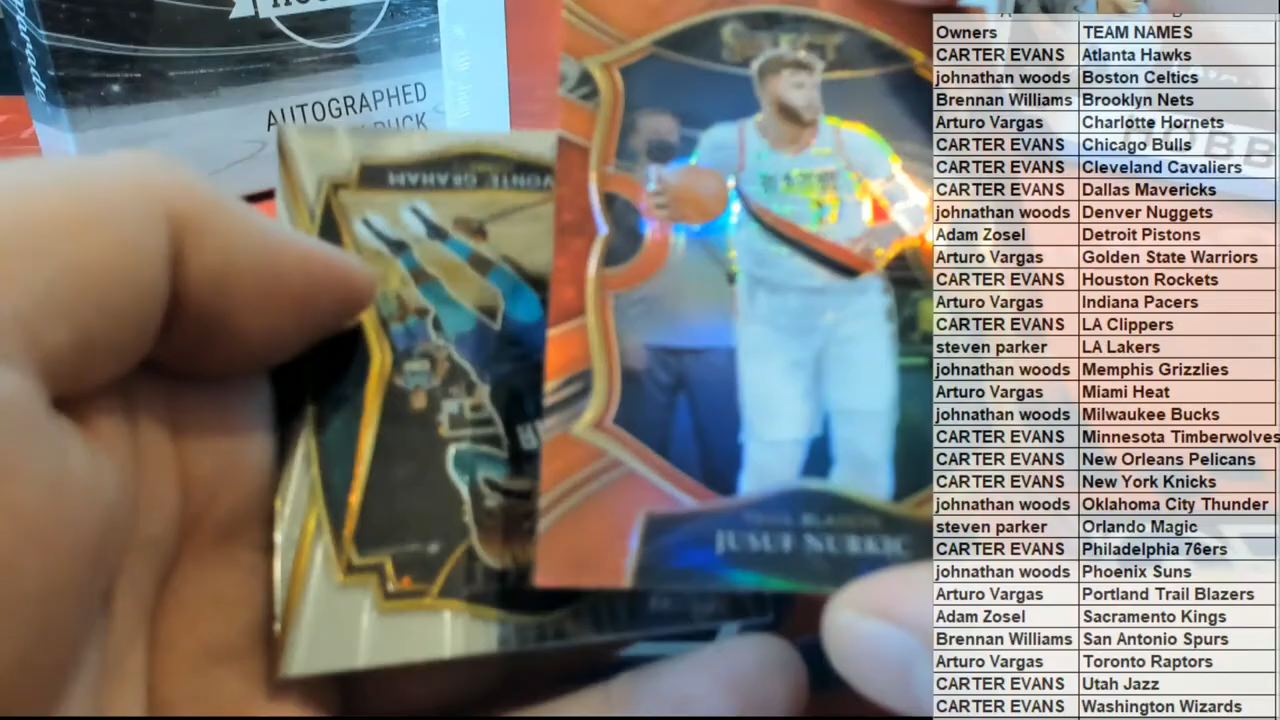 AUTOGRAPHED
PUCK
SELECT
VONTE GRAHAM
JUSUF NURKIC
Owners TEAM NAMES
CARTER EVANS Atlanta Hawks
johnathan woods Boston Celtics
Brennan Williams Brooklyn Nets
Arturo Vargas Charlotte Hornets
CARTER EVANS Chicago Bulls
CARTER EVANS Cleveland Cavaliers
CARTER EVANS Dallas Mavericks
johnathan woods Denver Nuggets
Adam Zosel Detroit Pistons
Arturo Vargas Golden State Warriors
CARTER EVANS Houston Rockets
Arturo Vargas Indiana Pacers
CARTER EVANS LA Clippers
steven parker LA Lakers
johnathan woods Memphis Grizzlies
Arturo Vargas Miami Heat
johnathan woods Milwaukee Bucks
CARTER EVANS Minnesota Timberwolves
CARTER EVANS New Orleans Pelicans
CARTER EVANS New York Knicks
johnathan woods Oklahoma City Thunder
steven parker Orlando Magic
CARTER EVANS Philadelphia 76ers
johnathan woods Phoenix Suns
Arturo Vargas Portland Trail Blazers
Adam Zosel Sacramento Kings
Brennan Williams San Antonio Spurs
Arturo Vargas Toronto Raptors
CARTER EVANS Utah Jazz
CARTER EVANS Washington Wizards